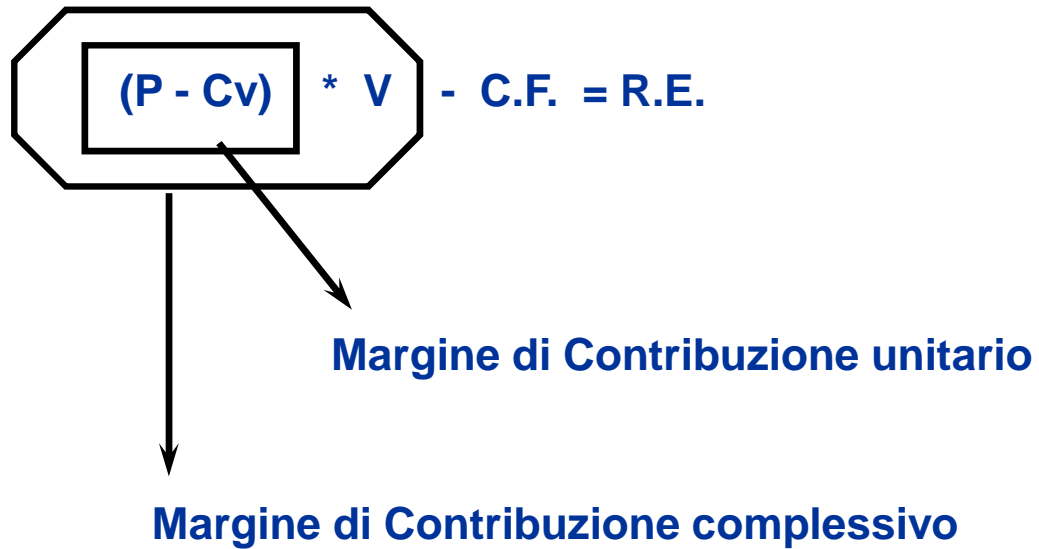 (P - Cv) * V - C.F. = R.E.
Margine di Contribuzione unitario
Margine di Contribuzione complessivo